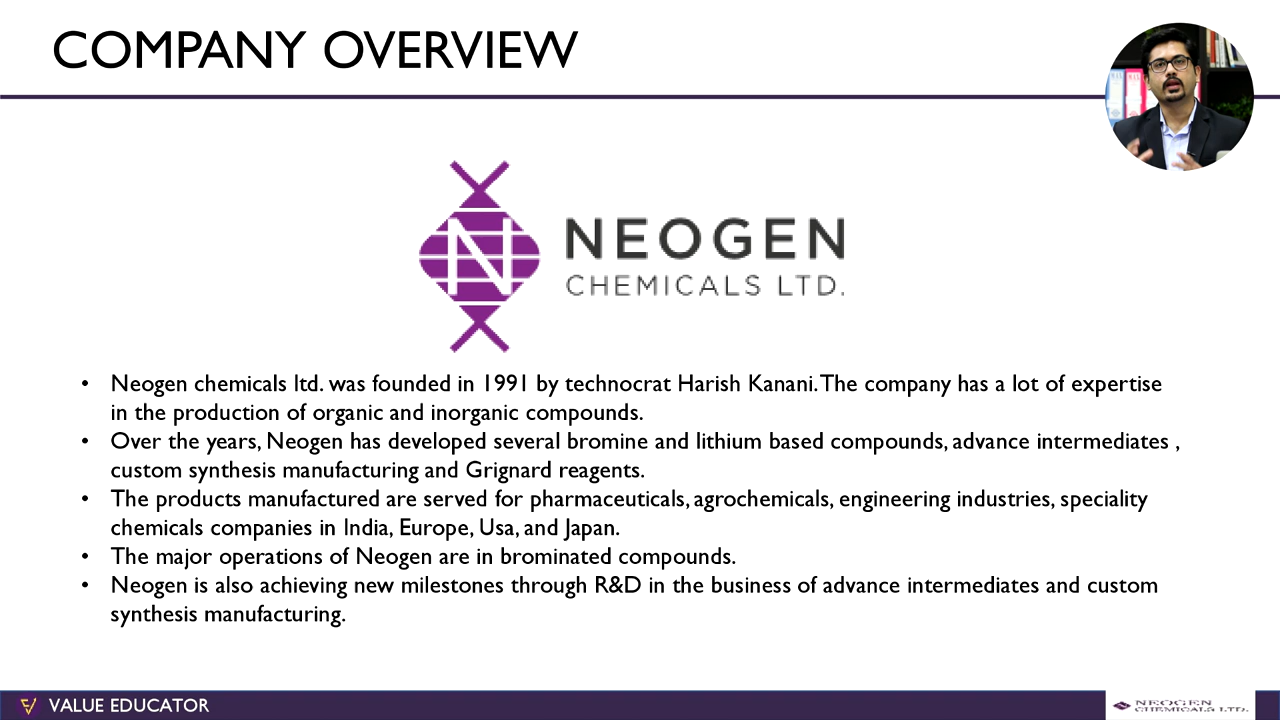 COMPANY OVERVIEW
N
NEOGEN
CHEMICALS LTD.
• Neogen chemicals ltd. was founded in 1991 by technocrat Harish Kanani. The company has a lot of expertise
in the production of organic and inorganic compounds.
• Over the years, Neogen has developed several bromine and lithium based compounds, advance intermediates ,
custom synthesis manufacturing and Grignard reagents.
• The products manufactured are served for pharmaceuticals, agrochemicals, engineering industries, speciality
chemicals companies in India, Europe, Usa, and Japan.
• The major operations of Neogen are in brominated compounds.
• Neogen is also achieving new milestones through R&D in the business of advance intermediates and custom
synthesis manufacturing.
VALUE EDUCATOR
NEOGEN
CHEMICALS LTD.